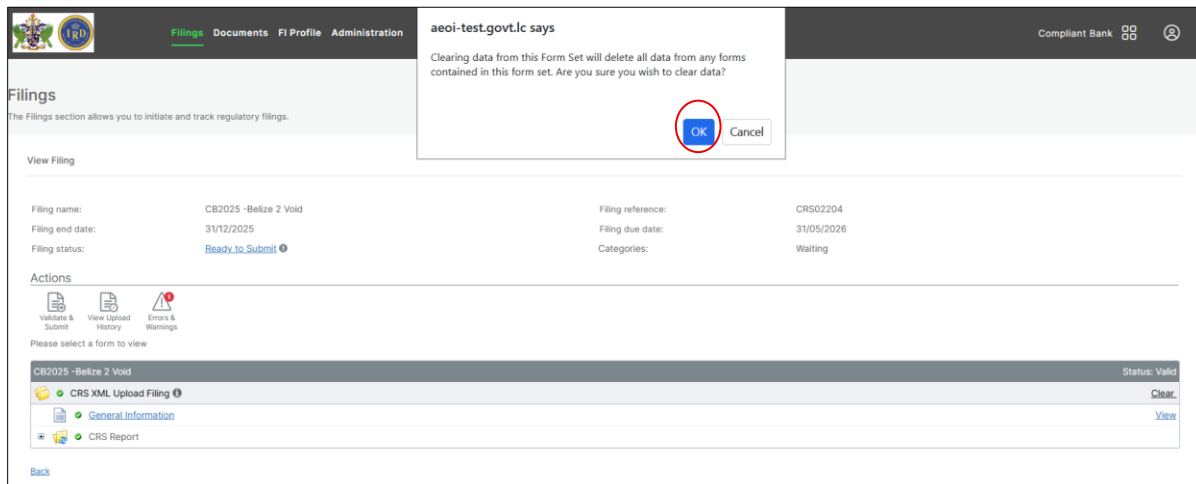 IRD
Filings Documents FI Profile Administration
aeoi-test.govt.lc says
Clearing data from this Form Set will delete all data from any forms
contained in this form set. Are you sure you wish to clear data?
OK Cancel
Compliant Bank
Filings
The Filings section allows you to initiate and track regulatory filings.
View Filing
Filing name: CB2025 -Belize 2 Void Filing reference: CRS02204
Filing end date: 31/12/2025 Filing due date: 31/05/2026
Filing status: Ready to Submit Categories: Waiting
Actions
1
Validate & View Upload Errors &
Submit History Warnings
Please select a form to view
CB2025 -Belize 2 Void Status: Valid
CRS XML Upload Filing Clear
General Information View
CRS Report
Back